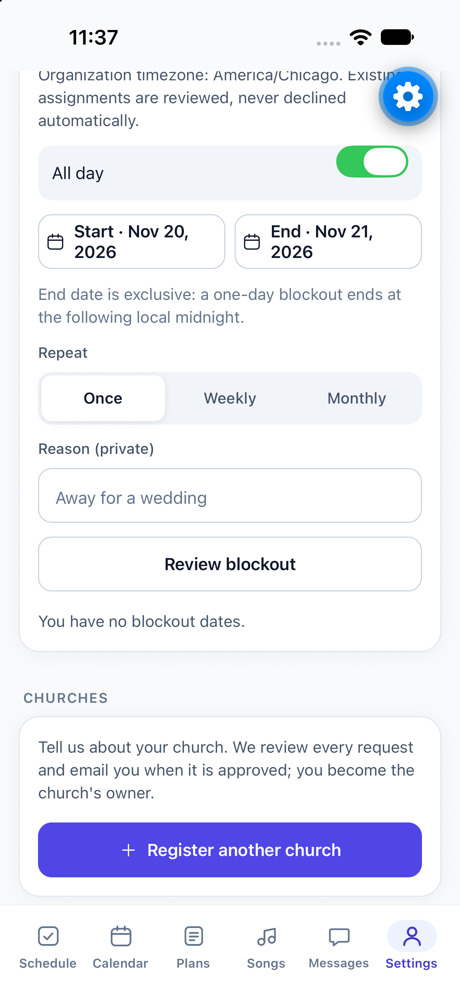 11:37
Organization timezone: America/Chicago. Existing
assignments are reviewed, never declined
automatically.
All day
Start · Nov 20,
2026
End · Nov 21,
2026
End date is exclusive: a one-day blockout ends at
the following local midnight.
Repeat
Once
Weekly
Monthly
Reason (private)
Away for a wedding
Review blockout
You have no blockout dates.
CHURCHES
Tell us about your church. We review every request
and email you when it is approved; you become the
church's owner.
+ Register another church
Schedule
Calendar
Plans
Songs
Messages
Settings